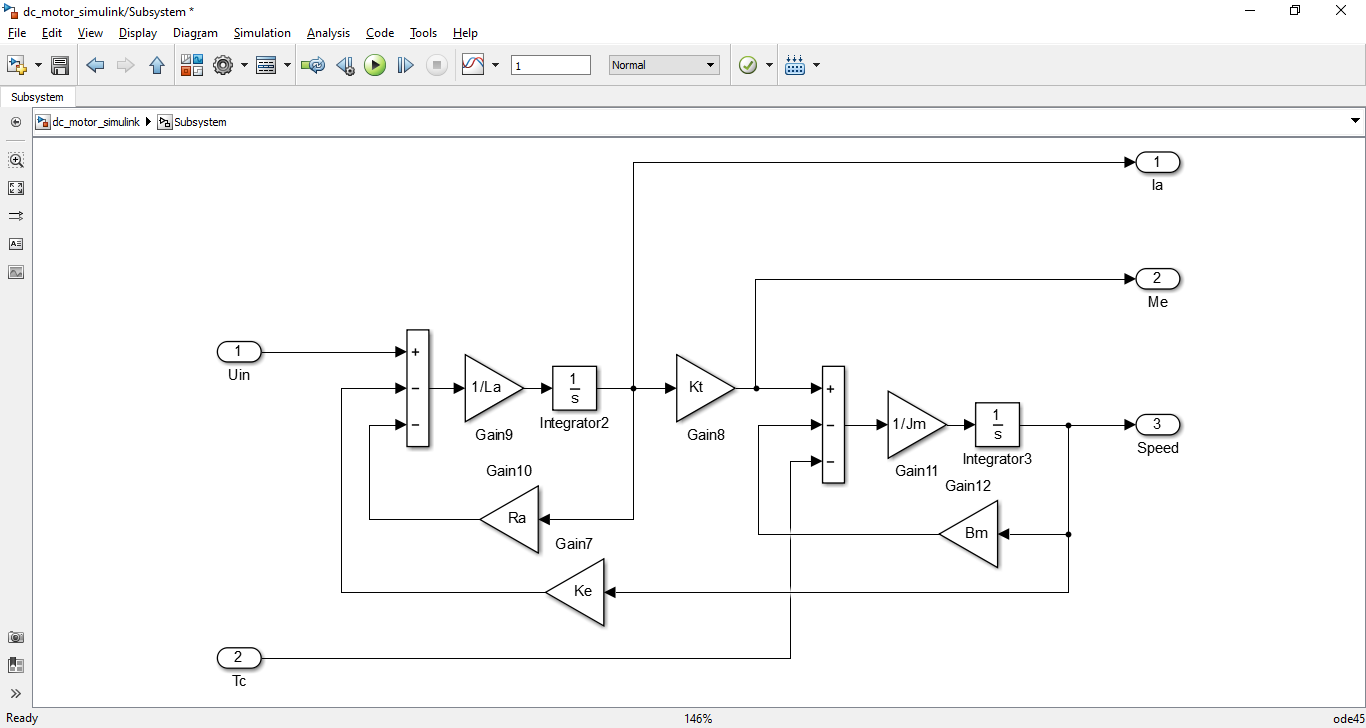 dc_motor_simulink/Subsystem *
File Edit View Display Diagram Simulation Analysis Code Tools Help
1 Normal
Subsystem
dc_motor_simulink Subsystem
1
Ia
2
Me
1
Uin
+
−
−
1/La
Gain9
1
s
Integrator2
Kt
Gain8
+
−
−
1/Jm
Gain11
1
s
Integrator3
3
Speed
Gain10
Ra
Gain12
Bm
Gain7
Ke
2
Tc
Ready 146% ode45